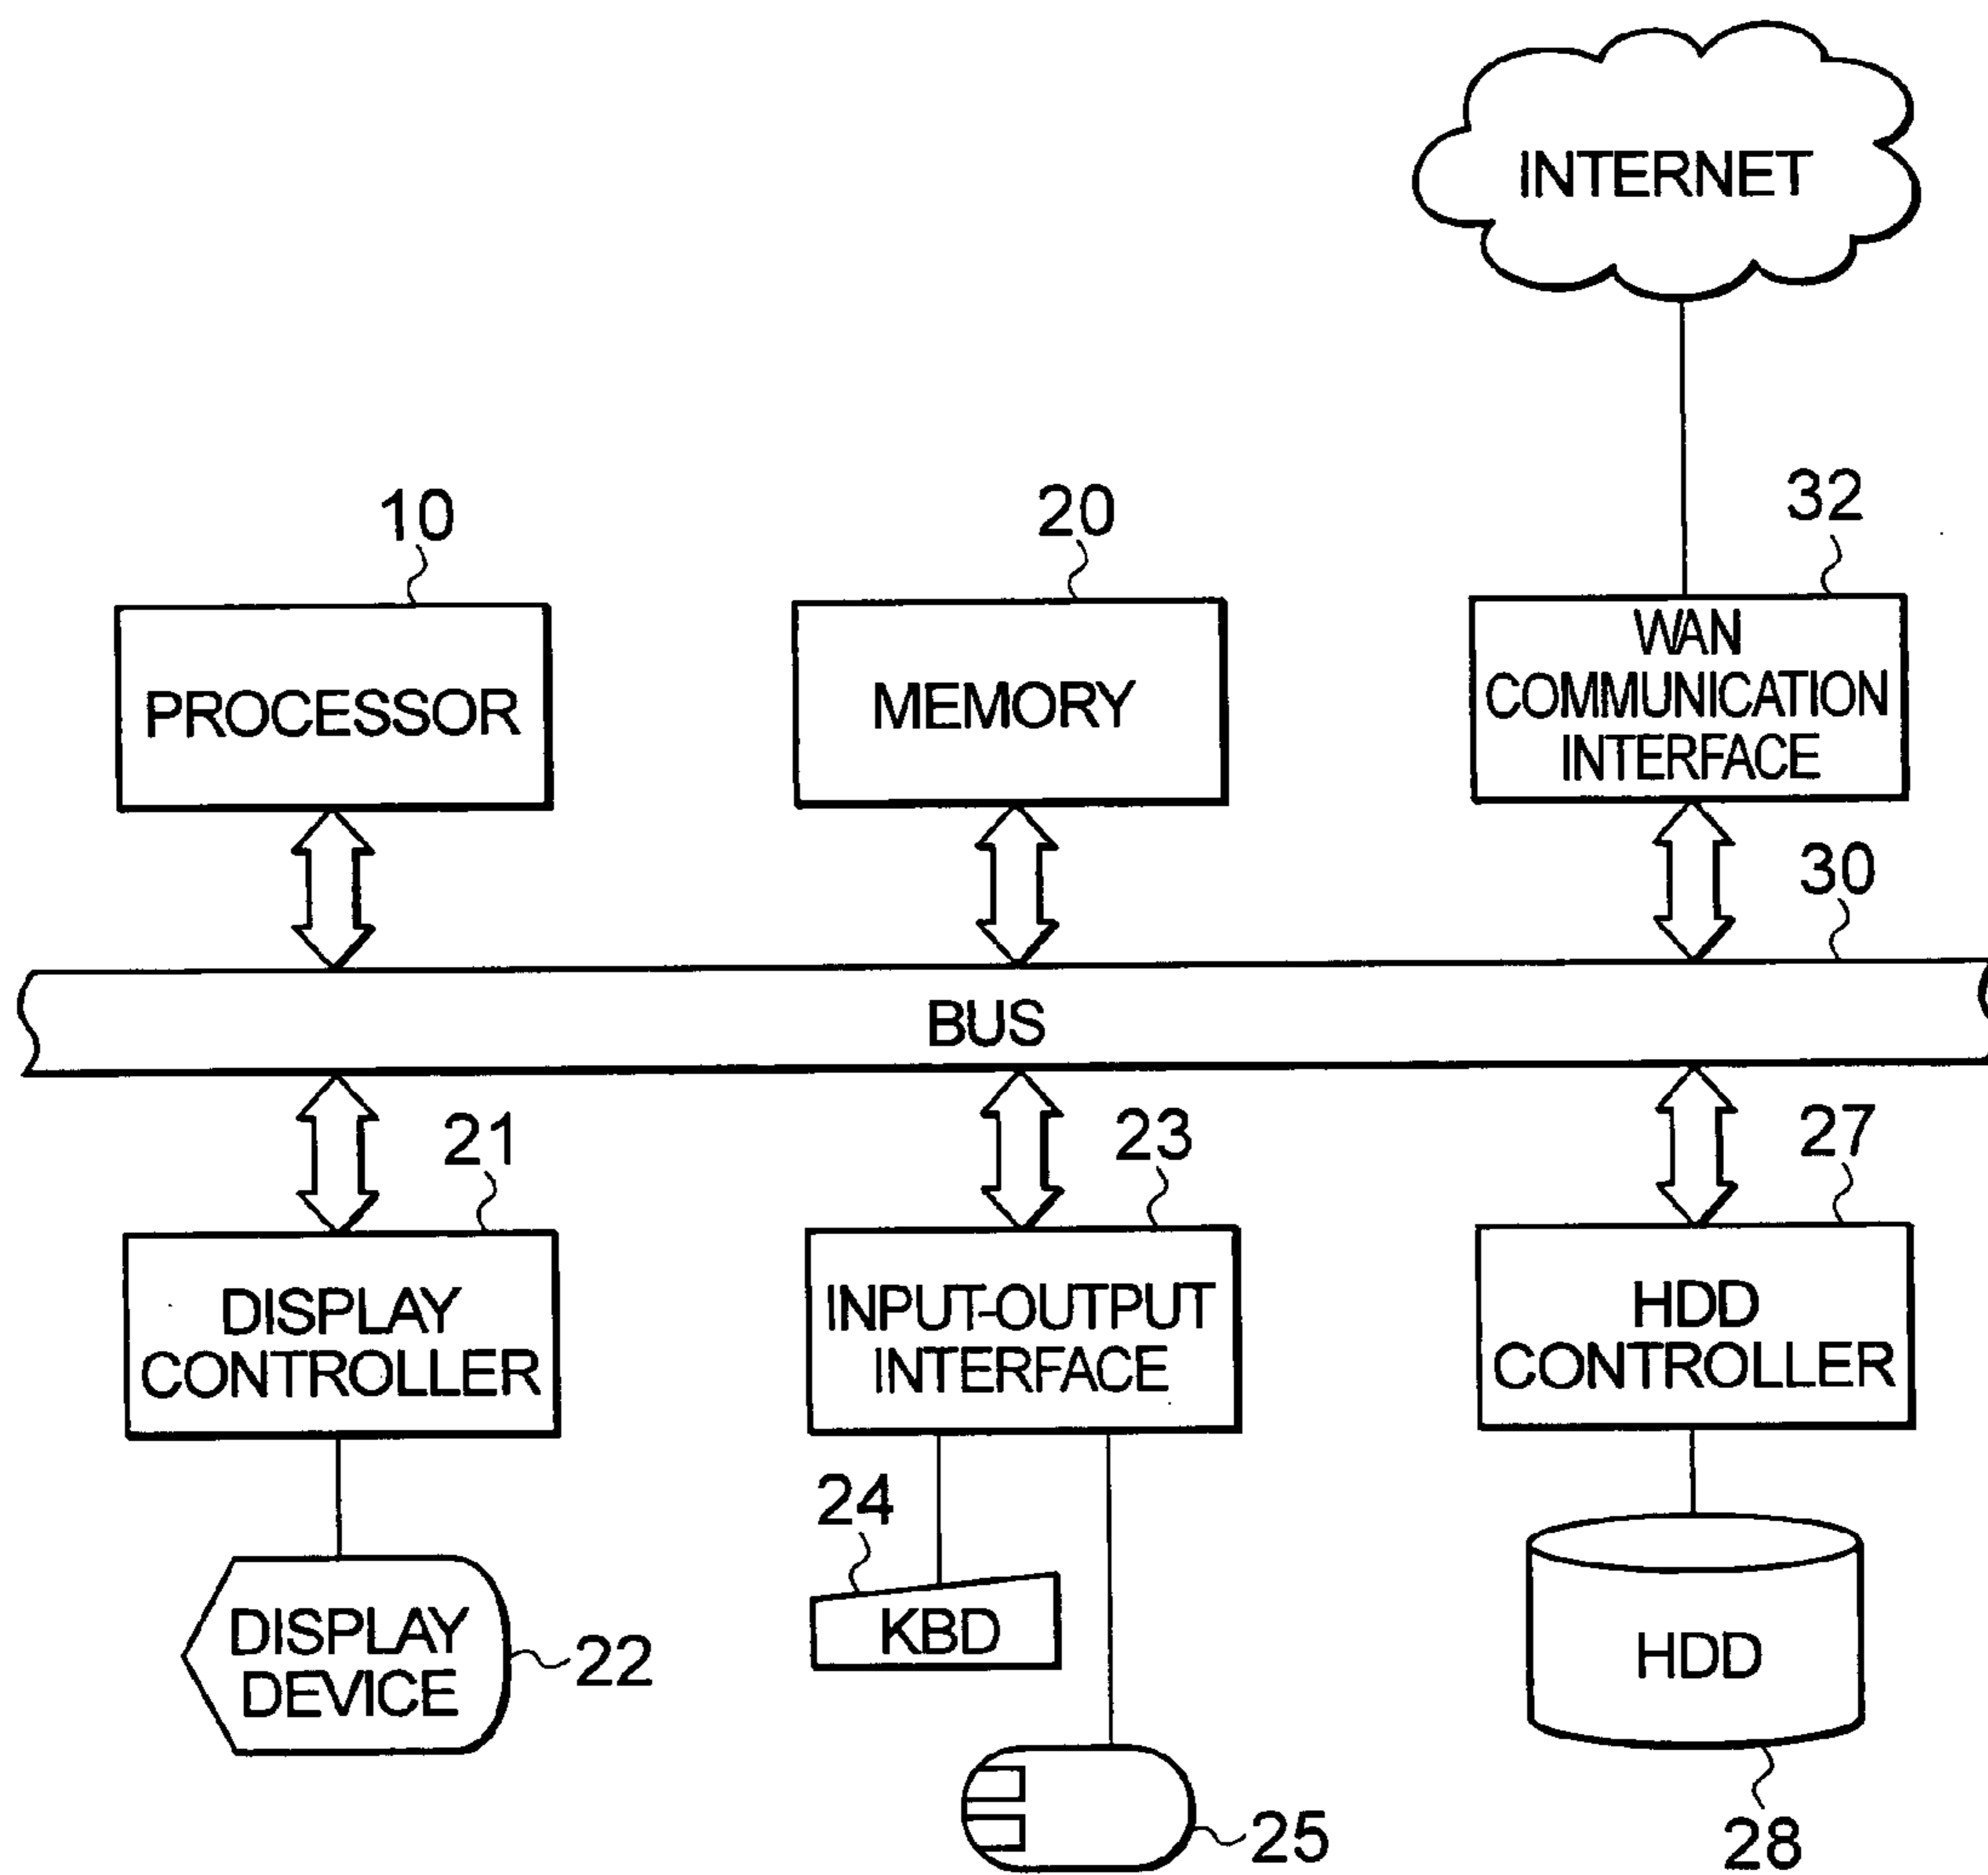 INTERNET
10
20
32
PROCESSOR
MEMORY
WAN
COMMUNICATION
INTERFACE
30
BUS
21
23
27
DISPLAY
CONTROLLER
INPUT-OUTPUT
INTERFACE
HDD
CONTROLLER
24
DISPLAY
DEVICE
22
KBD
HDD
25
28